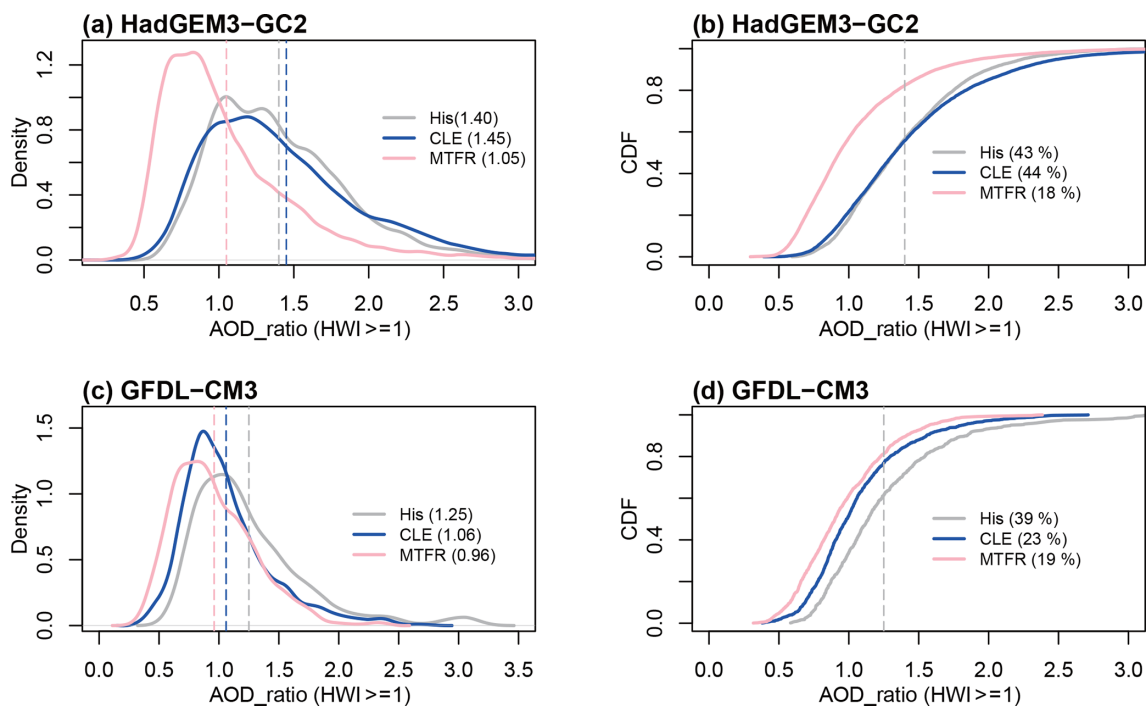 (a) HadGEM3−GC2
Density
0.0 0.4 0.8 1.2
His(1.40)
CLE (1.45)
MTFR (1.05)
0.5 1.0 1.5 2.0 2.5 3.0
AOD_ratio (HWI >=1)
(b) HadGEM3−GC2
CDF
0.0 0.4 0.8
His (43 %)
CLE (44 %)
MTFR (18 %)
0.0 0.5 1.0 1.5 2.0 2.5 3.0
AOD_ratio (HWI >=1)
(c) GFDL−CM3
Density
0.0 0.5 1.0 1.5
His (1.25)
CLE (1.06)
MTFR (0.96)
0.0 0.5 1.0 1.5 2.0 2.5 3.0 3.5
AOD_ratio (HWI >=1)
(d) GFDL−CM3
CDF
0.0 0.4 0.8
His (39 %)
CLE (23 %)
MTFR (19 %)
0.0 0.5 1.0 1.5 2.0 2.5 3.0
AOD_ratio (HWI >=1)